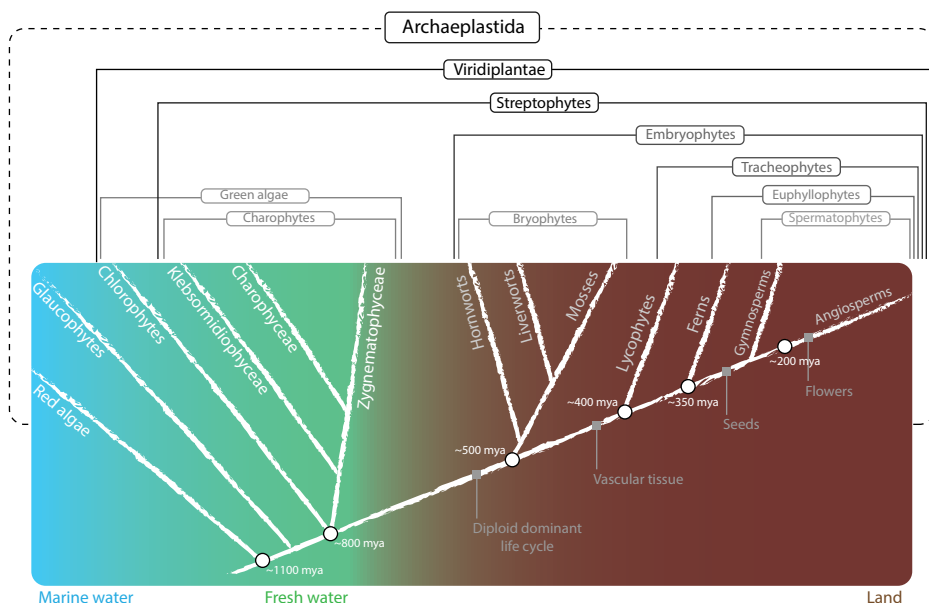 Archaeplastida
Viridiplantae
Streptophytes
Embryophytes
Tracheophytes
Green algae
Euphyllophytes
Charophytes
Bryophytes
Spermatophytes
Red algae
Glaucophytes
Chlorophytes
Klebsormidiophyceae
Charophyceae
Zygnematophyceae
Hornworts
Liverworts
Mosses
Lycophytes
Ferns
Gymnosperms
Angiosperms
~200 mya
Flowers
~350 mya
~400 mya
Seeds
~500 mya
Vascular tissue
Diploid dominant
life cycle
~800 mya
~1100 mya
Marine water
Fresh water
Land